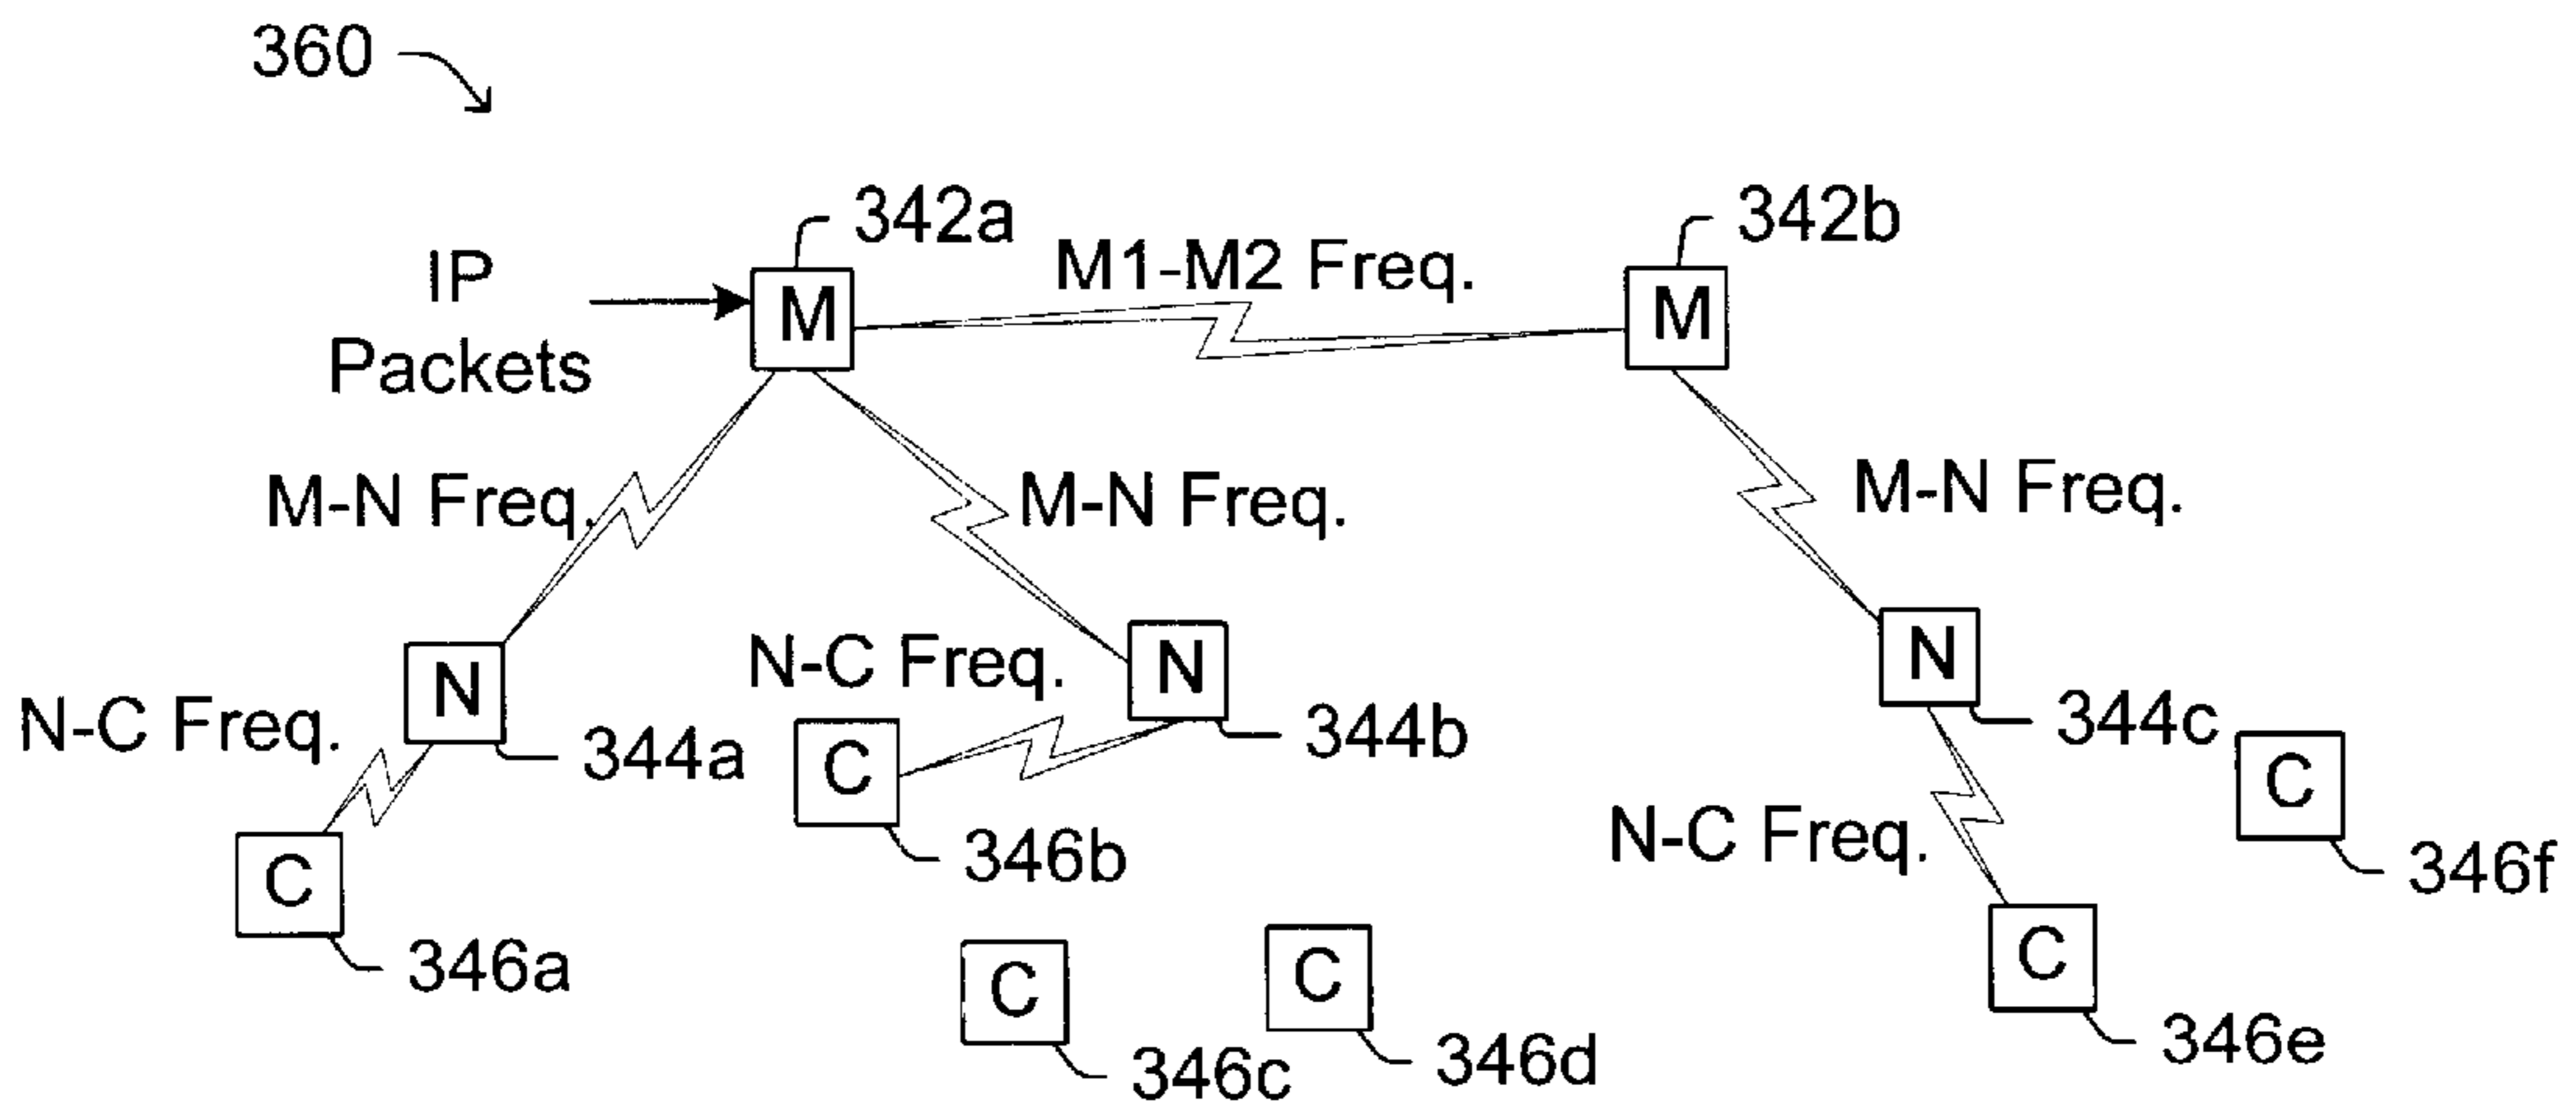 360
342a
342b
IP
Packets
M
M1-M2 Freq.
M
M-N Freq.
M-N Freq.
M-N Freq.
N-C Freq.
N
344a
N-C Freq.
N
344b
N
344c
C
346a
C
346b
C
346c
C
346d
N-C Freq.
C
346e
C
346f